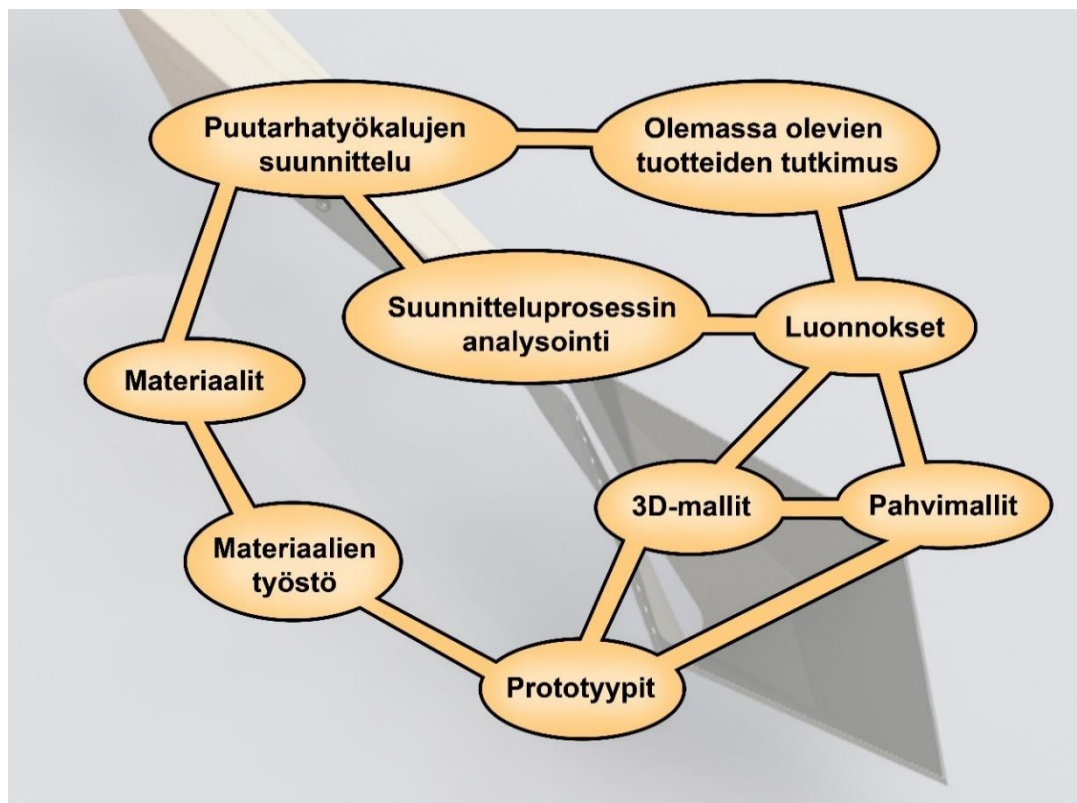 Puutarhatyökalujen
suunnittelu
Olemassa olevien
tuotteiden tutkimus
Suunnitteluprosessin
analysointi
Luonnokset
Materiaalit
3D-mallit
Pahvimallit
Materiaalien
työstö
Prototyypit